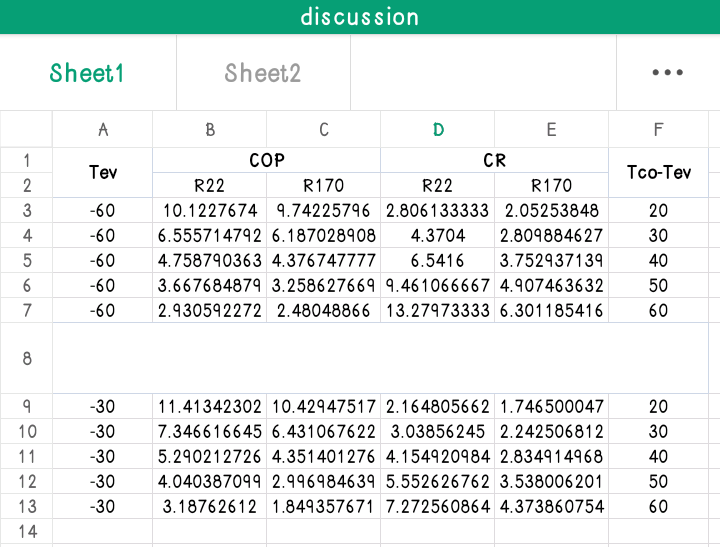 discussion
Sheet1 Sheet2 •••
A B C D E F
1 Tev COP CR Tco-Tev
2 R22 R170 R22 R170
3 -60 10.1227674 9.74225796 2.806133333 2.05253848 20
4 -60 6.555714792 6.187028908 4.3704 2.809884627 30
5 -60 4.758790363 4.376747777 6.5416 3.752937139 40
6 -60 3.667684879 3.258627669 9.461066667 4.907463632 50
7 -60 2.930592272 2.48048866 13.27973333 6.301185416 60
8
9 -30 11.41342302 10.42947517 2.164805662 1.746500047 20
10 -30 7.346616645 6.431067622 3.03856245 2.242506812 30
11 -30 5.290212726 4.351401276 4.154920984 2.834914968 40
12 -30 4.040387099 2.996984639 5.552626762 3.538006201 50
13 -30 3.18762612 1.849357671 7.272560864 4.373860754 60
14